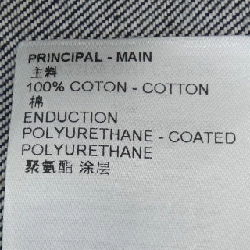 PRINCIPAL - MAIN
主料
100% COTON - COTTON
棉
ENDUCTION
POLYURETHANE - COATED
POLYURETHANE
聚氨酯 涂层